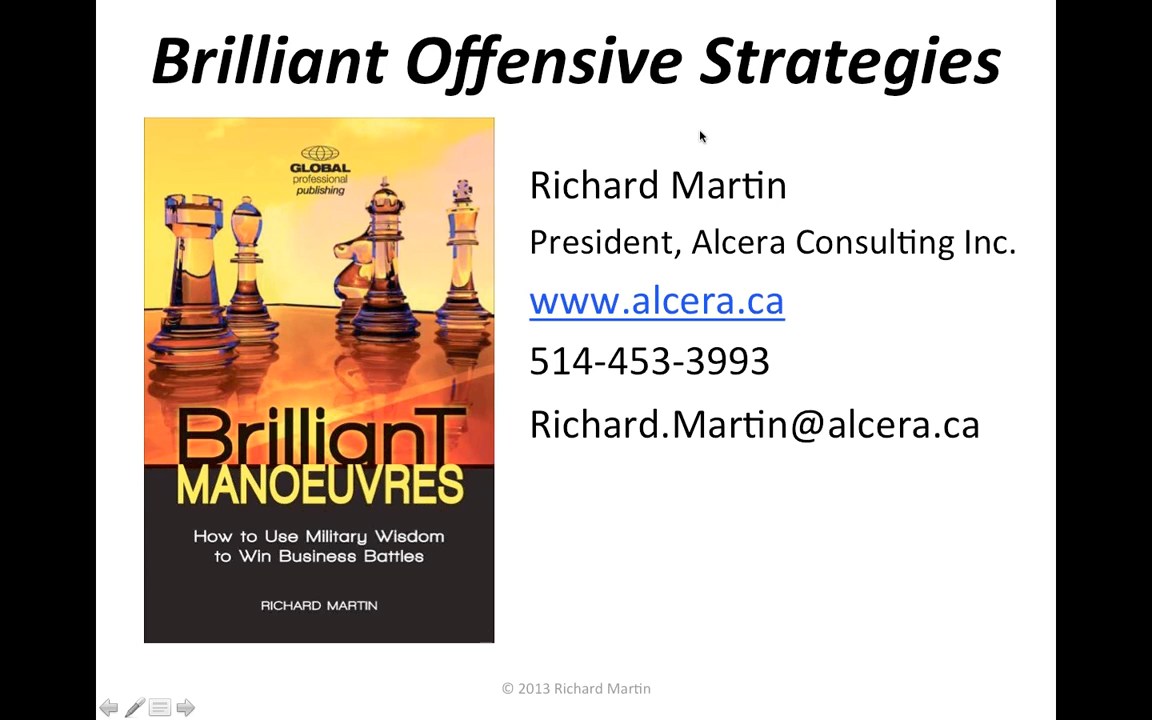 Brilliant Offensive Strategies
GLOBAL
professional
publishing
Richard Martin
President, Alcera Consulting Inc.
www.alcera.ca
514-453-3993
Richard.Martin@alcera.ca
BrillianT
MANOEUVRES
How to Use Military Wisdom
to Win Business Battles
RICHARD MARTIN
© 2013 Richard Martin